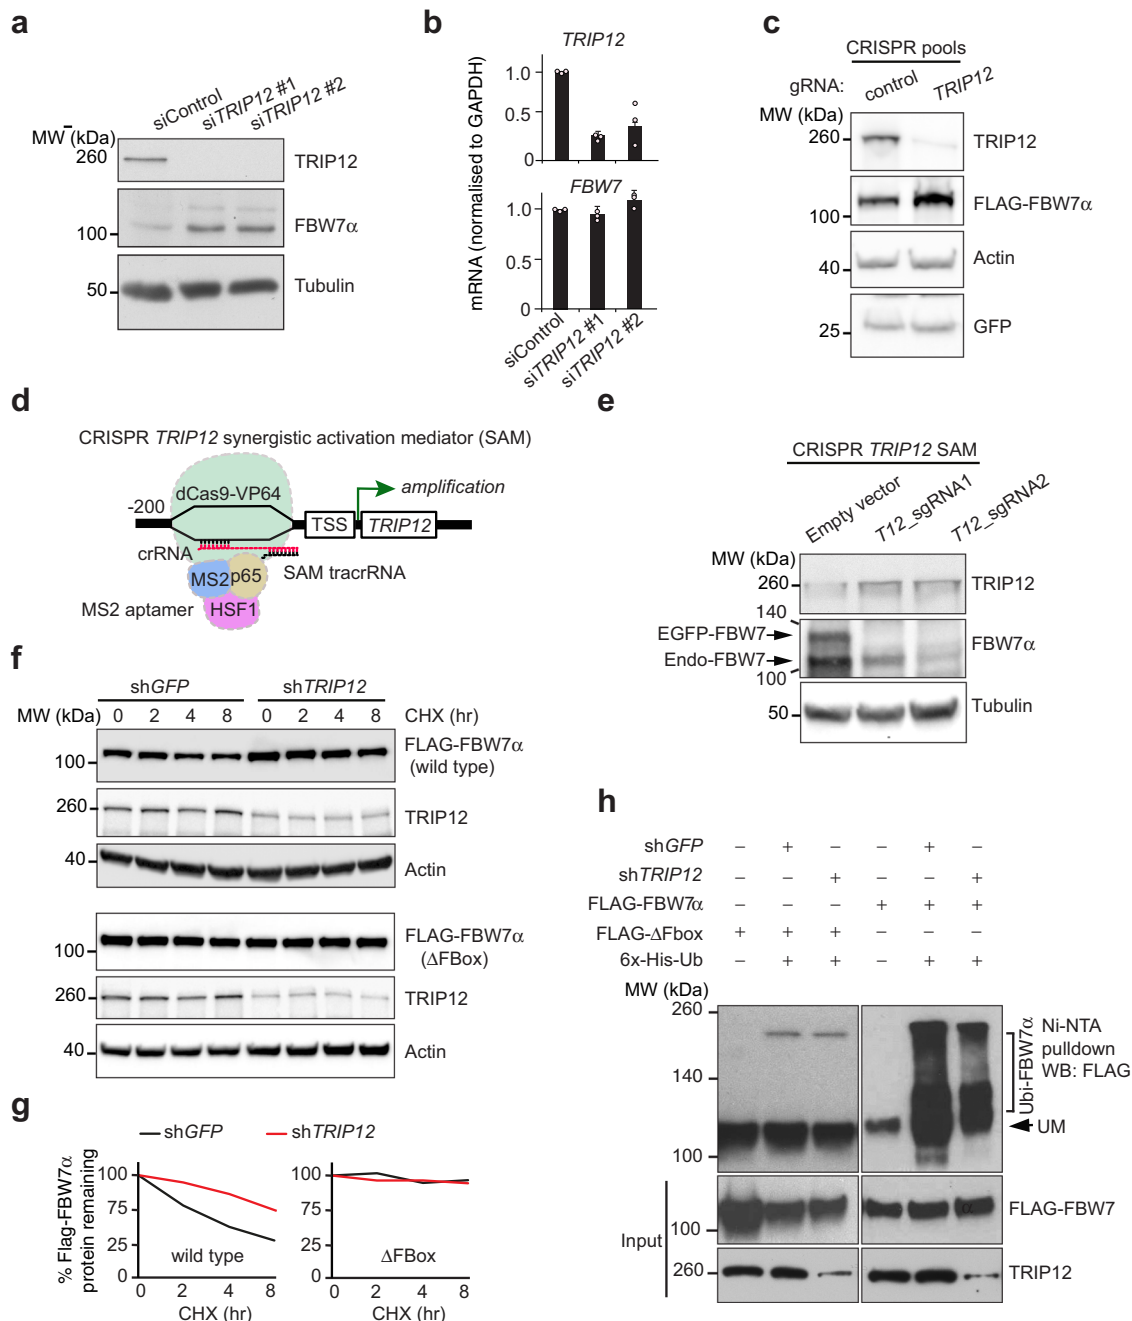 a
siControl
siTRIP12 #1
siTRIP12 #2
MW (kDa)
260
TRIP12
FBW7α
100
50
Tubulin
b
TRIP12
1.0
0.5
0
FBW7
1.0
0.5
0
mRNA (normalised to GAPDH)
siControl
siTRIP12 #1
siTRIP12 #2
c
CRISPR pools
gRNA:
control
TRIP12
MW (kDa)
260
TRIP12
FLAG-FBW7α
100
Actin
40
GFP
25
d
CRISPR TRIP12 synergistic activation mediator (SAM)
dCas9-VP64
-200
amplification
TSS
TRIP12
crRNA
SAM tracrRNA
MS2
p65
MS2 aptamer
HSF1
e
CRISPR TRIP12 SAM
Empty vector
T12_sgRNA1
T12_sgRNA2
MW (kDa)
260
TRIP12
140
EGFP-FBW7
FBW7α
Endo-FBW7
100
Tubulin
50
f
shGFP
shTRIP12
MW (kDa) 0 2 4 8 0 2 4 8 CHX (hr)
FLAG-FBW7α
(wild type)
100
260
TRIP12
40
Actin
FLAG-FBW7α
(ΔFBox)
100
260
TRIP12
40
Actin
g
shGFP
shTRIP12
% Flag-FBW7α
protein remaining
100
75
25
0
wild type
0 2 4 8
CHX (hr)
100
75
25
0
ΔFBox
0 2 4 8
CHX (hr)
h
shGFP – + – – + –
shTRIP12 – – + – – +
FLAG-FBW7α – – – + + +
FLAG-ΔFbox + + + – – –
6x-His-Ub – + + – + +
MW (kDa)
260
140
100
Ubi-FBW7α
Ni-NTA
pulldown
WB: FLAG
UM
Input
100
α
FLAG-FBW7
260
TRIP12